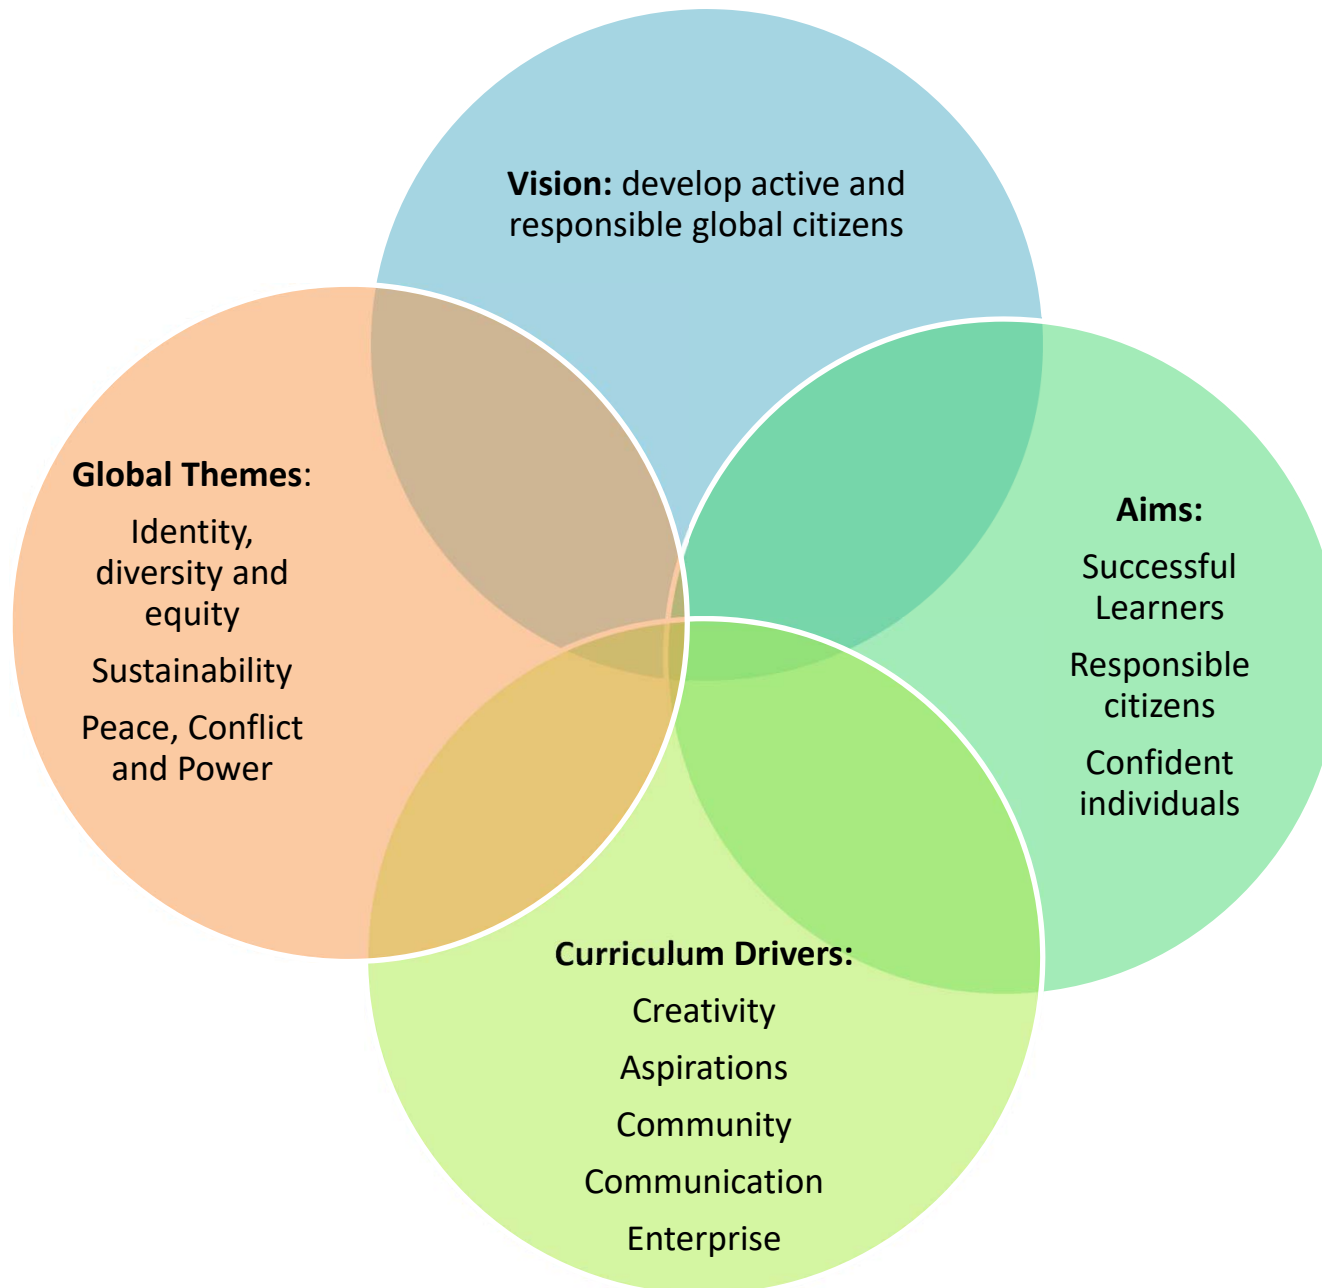 Vision: develop active and
responsible global citizens
Global Themes:
Identity,
diversity and
equity
Sustainability
Peace, Conflict
and Power
Aims:
Successful
Learners
Responsible
citizens
Confident
individuals
Curriculum Drivers:
Creativity
Aspirations
Community
Communication
Enterprise